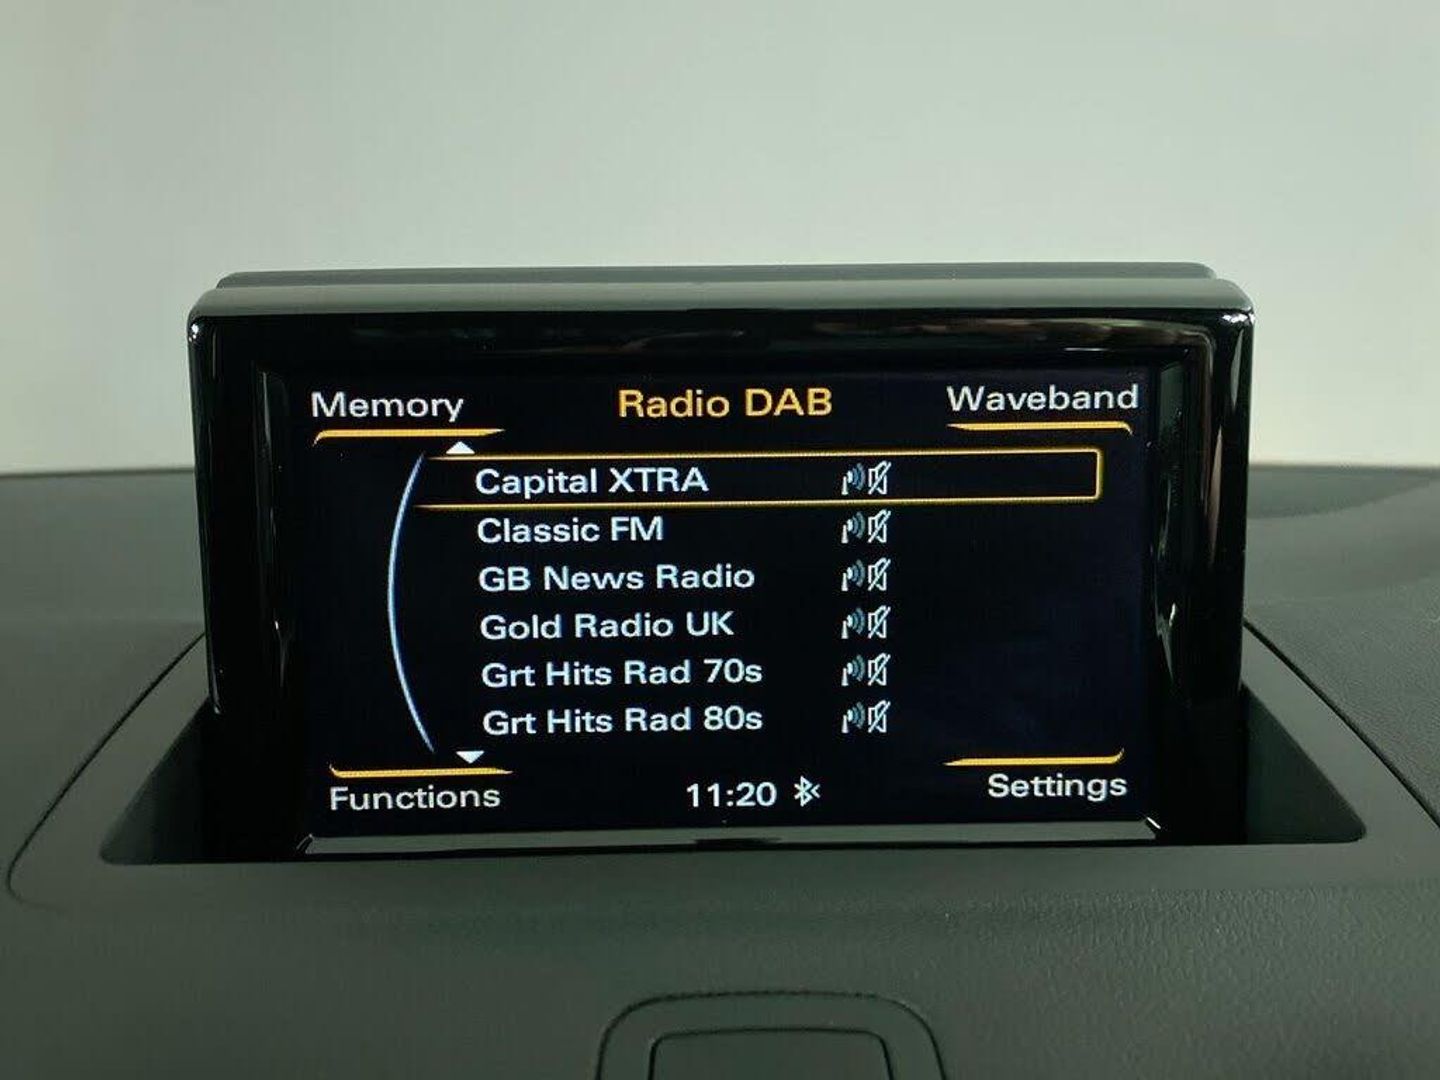 Memory
Radio DAB
Waveband
Capital XTRA
Classic FM
GB News Radio
Gold Radio UK
Grt Hits Rad 70s
Grt Hits Rad 80s
Functions
11:20
Settings